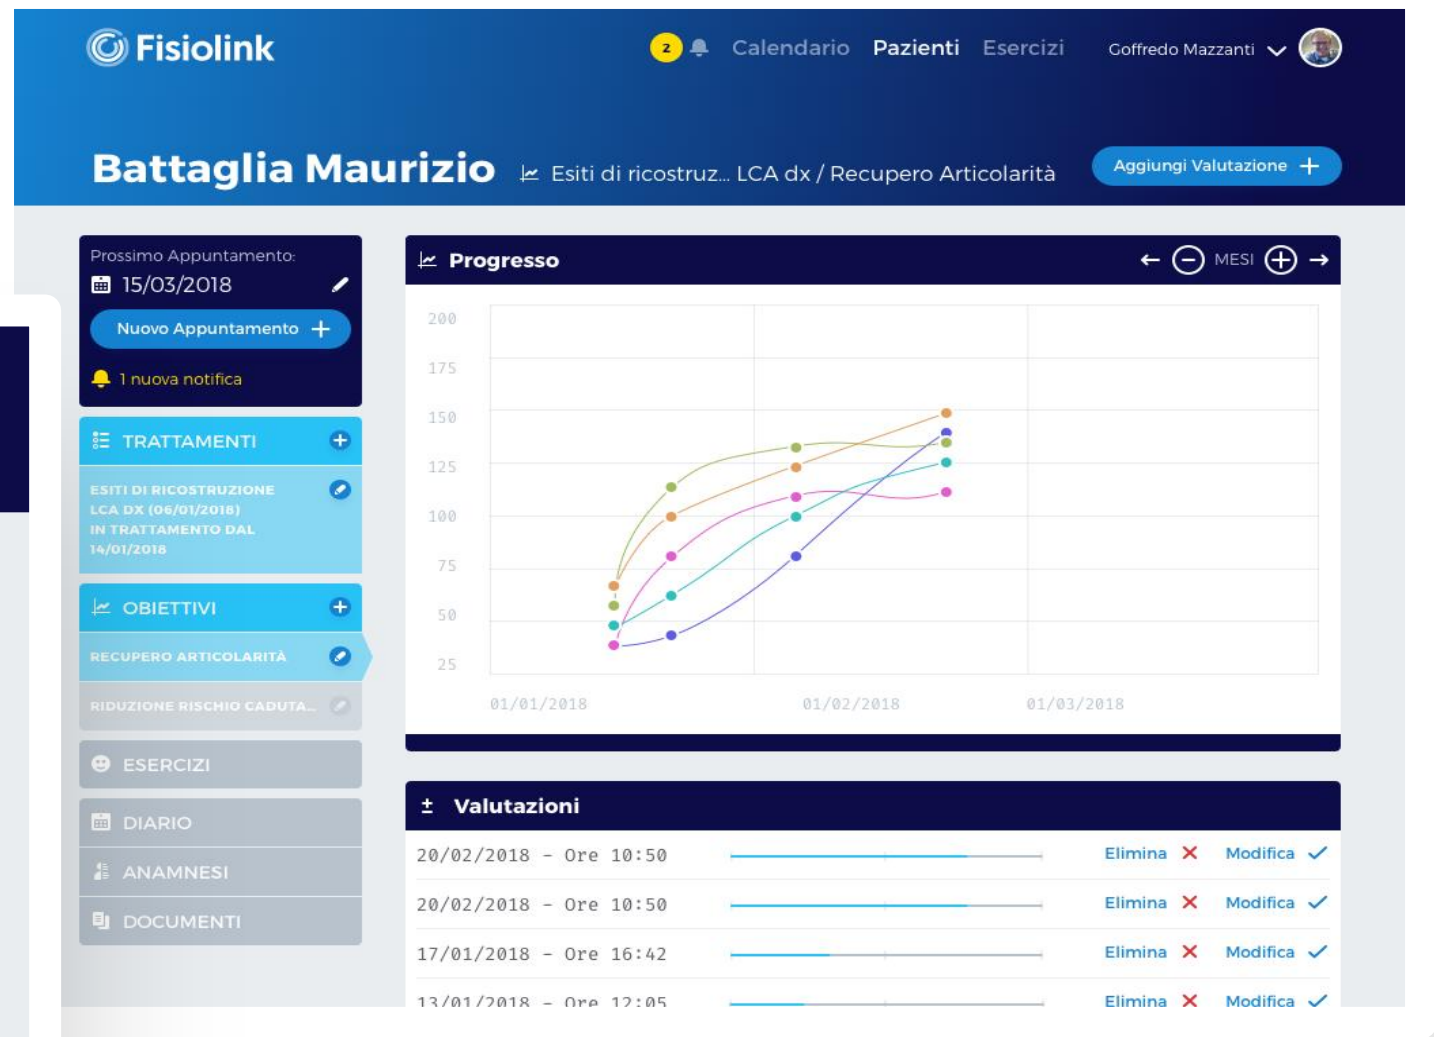 Fisiolink
2
Calendario
Pazienti
Esercizi
Goffredo Mazzanti
Battaglia Maurizio
Esiti di ricostruz... LCA dx / Recupero Articolarità
Aggiungi Valutazione +
Prossimo Appuntamento:
15/03/2018
Nuovo Appuntamento +
1 nuova notifica
TRATTAMENTI
ESITI DI RICOSTRUZIONE
LCA DX (06/01/2018)
IN TRATTAMENTO DAL
14/01/2018
OBIETTIVI
RECUPERO ARTICOLARITÀ
RIDUZIONE RISCHIO CADUTA...
ESERCIZI
DIARIO
ANAMNESI
DOCUMENTI
Progresso
MESI
200
175
150
125
100
75
50
25
01/01/2018
01/02/2018
01/03/2018
± Valutazioni
20/02/2018 – Ore 10:50
Elimina
Modifica
20/02/2018 – Ore 10:50
Elimina
Modifica
17/01/2018 – Ore 16:42
Elimina
Modifica
13/01/2018 – Ore 12:05
Elimina
Modifica